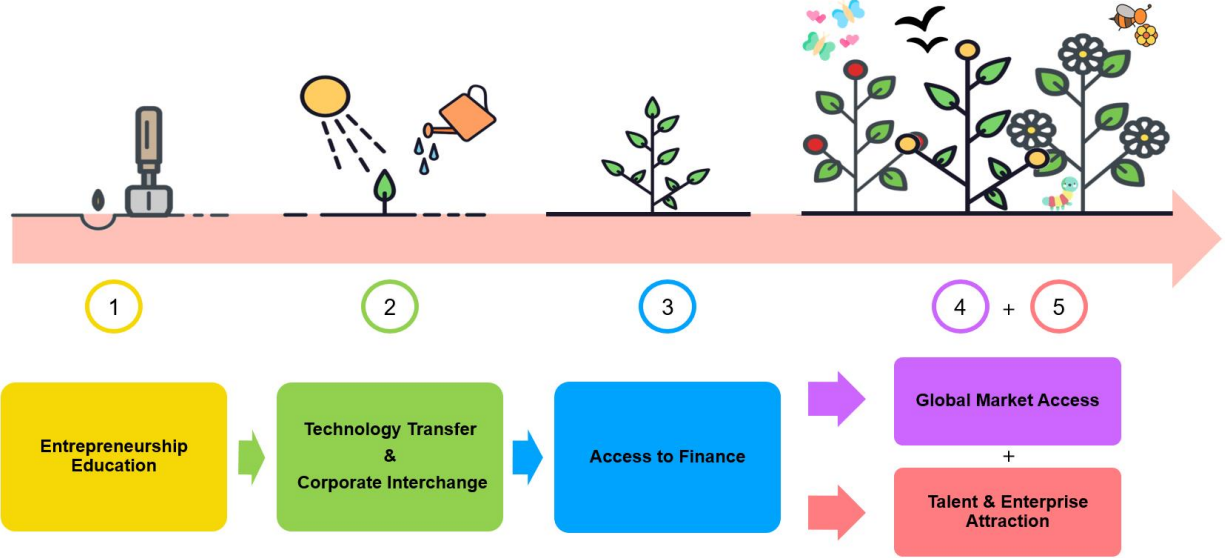 1
2
3
4 + 5
Entrepreneurship
Education
Technology Transfer
&
Corporate Interchange
Access to Finance
Global Market Access
+
Talent & Enterprise
Attraction